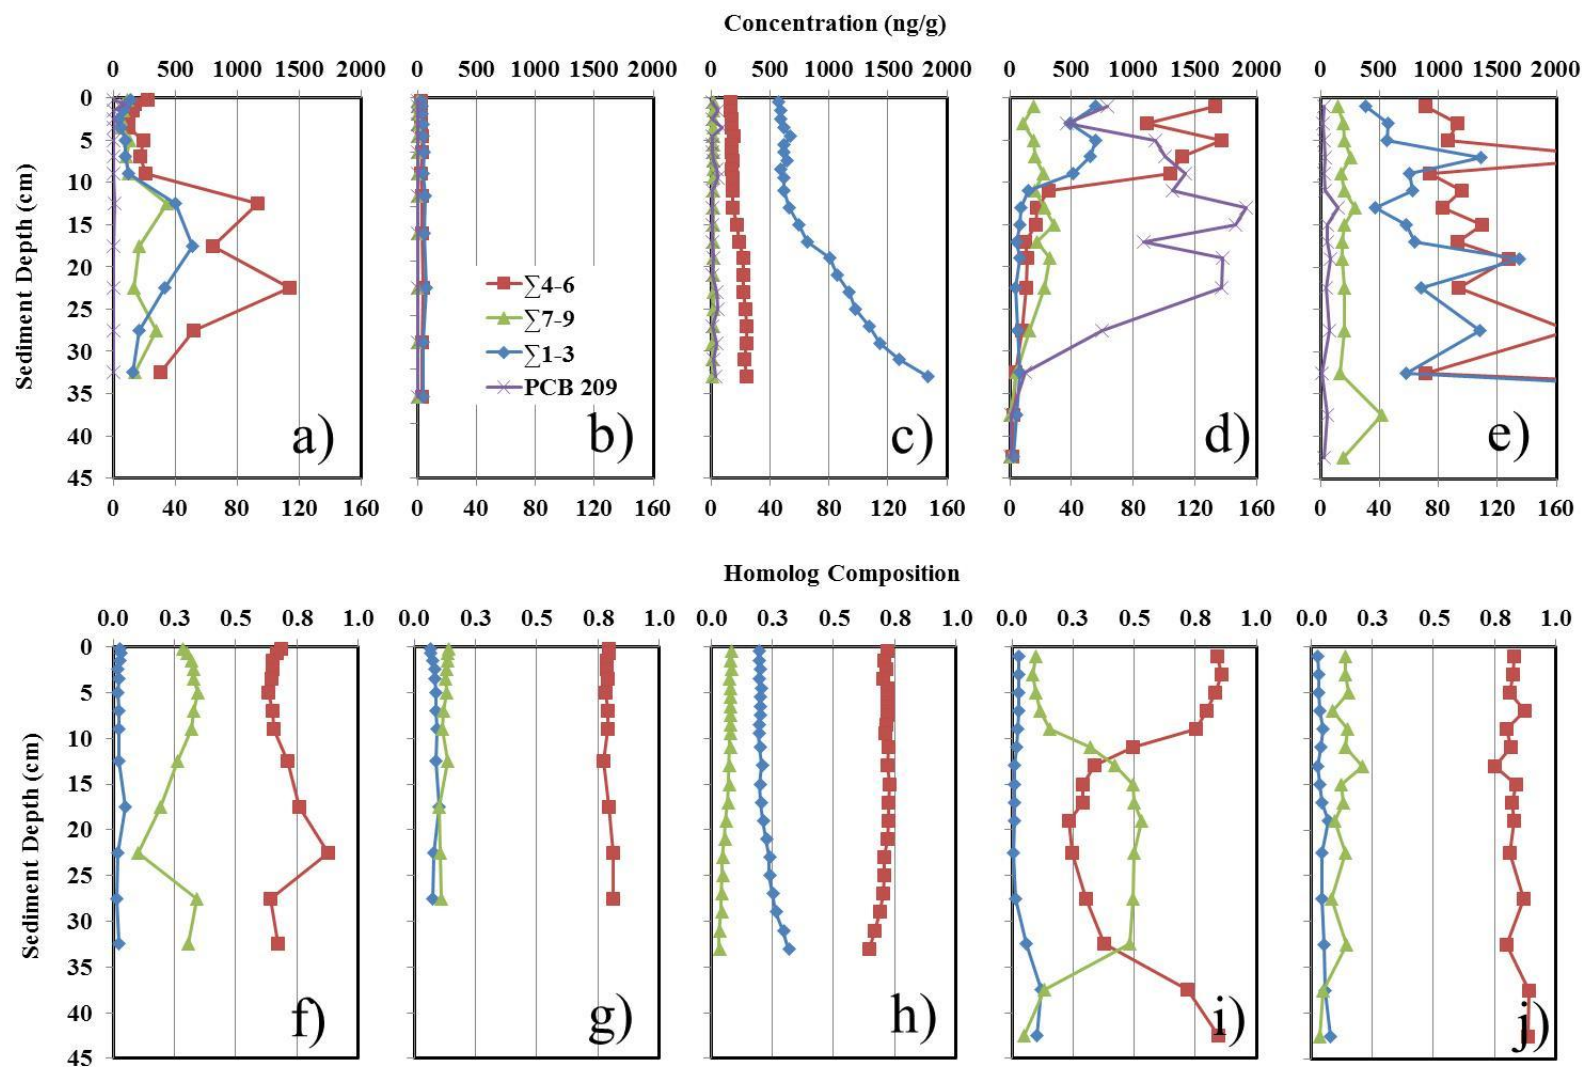 Concentration (ng/g)
0 500 1000 1500 2000 0 500 1000 1500 2000 0 500 1000 1500 2000 0 500 1000 1500 2000 0 500 1000 1500 2000
Sediment Depth (cm)
0
5
10
15
20
25
30
35
40
45
∑4-6
∑7-9
∑1-3
PCB 209
a) b) c) d) e)
0 40 80 120 160 0 40 80 120 160 0 40 80 120 160 0 40 80 120 160 0 40 80 120 160
Homolog Composition
0.0 0.3 0.5 0.8 1.0 0.0 0.3 0.5 0.8 1.0 0.0 0.3 0.5 0.8 1.0 0.0 0.3 0.5 0.8 1.0 0.0 0.3 0.5 0.8 1.0
Sediment Depth (cm)
0
5
10
15
20
25
30
35
40
45
f) g) h) i) j)